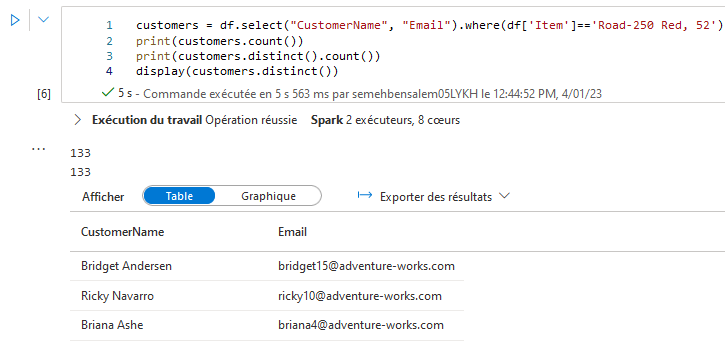 1 customers = df.select("CustomerName", "Email").where(df['Item']=='Road-250 Red, 52')
2 print(customers.count())
3 print(customers.distinct().count())
4 display(customers.distinct())
[6] 5 s - Commande exécutée en 5 s 563 ms par semehbensalem05LYKH le 12:44:52 PM, 4/01/23
Exécution du travail Opération réussie Spark 2 exécuteurs, 8 cœurs
...
133
133
Afficher Table Graphique Exporter des résultats
CustomerName Email
Bridget Andersen bridget15@adventure-works.com
Ricky Navarro ricky10@adventure-works.com
Briana Ashe briana4@adventure-works.com